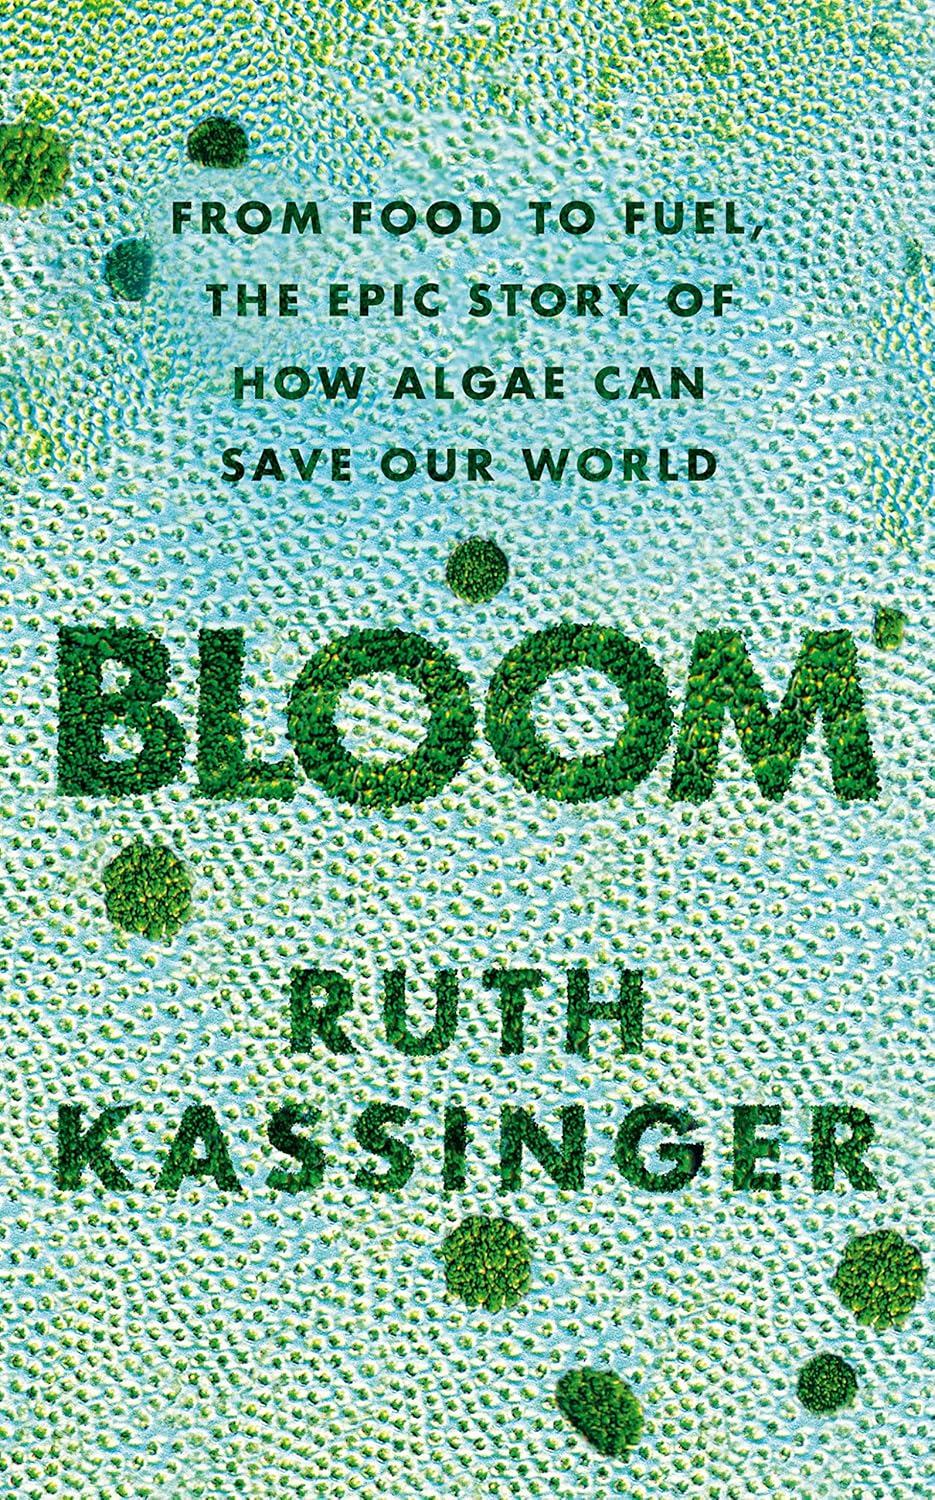 FROM FOOD TO FUEL,
THE EPIC STORY OF
HOW ALGAE CAN
SAVE OUR WORLD
BLOOM
RUTH
KASSINGER